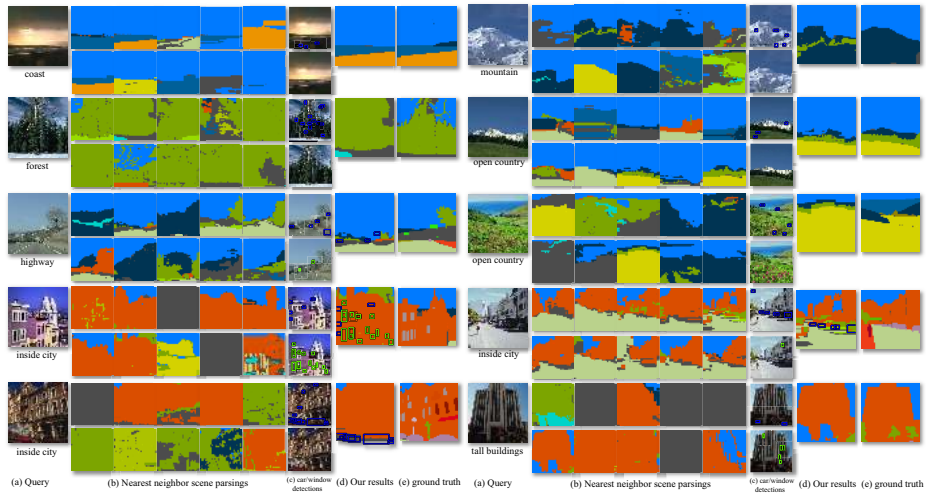 coast
forest
highway
inside city
inside city
(a) Query
(b) Nearest neighbor scene parsings
(c) car/window
detections
(d) Our results
(e) ground truth
mountain
open country
open country
inside city
tall buildings
(a) Query
(b) Nearest neighbor scene parsings
(c) car/window
detections
(d) Our results
(e) ground truth